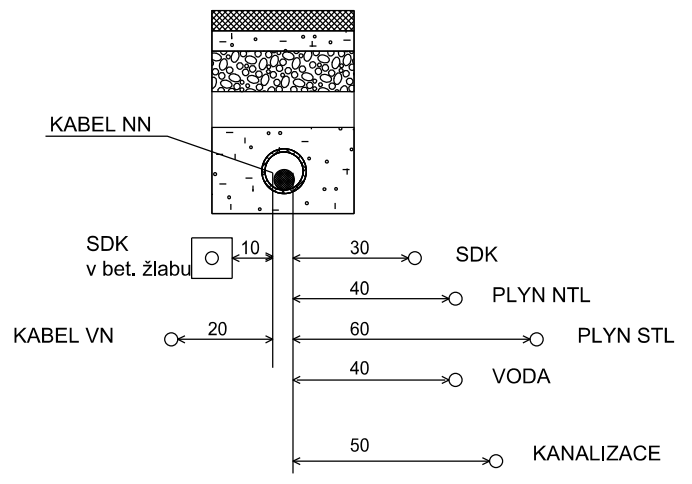 KABEL NN
SDK
v bet. žlabu
10
30
SDK
40
PLYN NTL
KABEL VN
20
60
PLYN STL
40
VODA
50
KANALIZACE